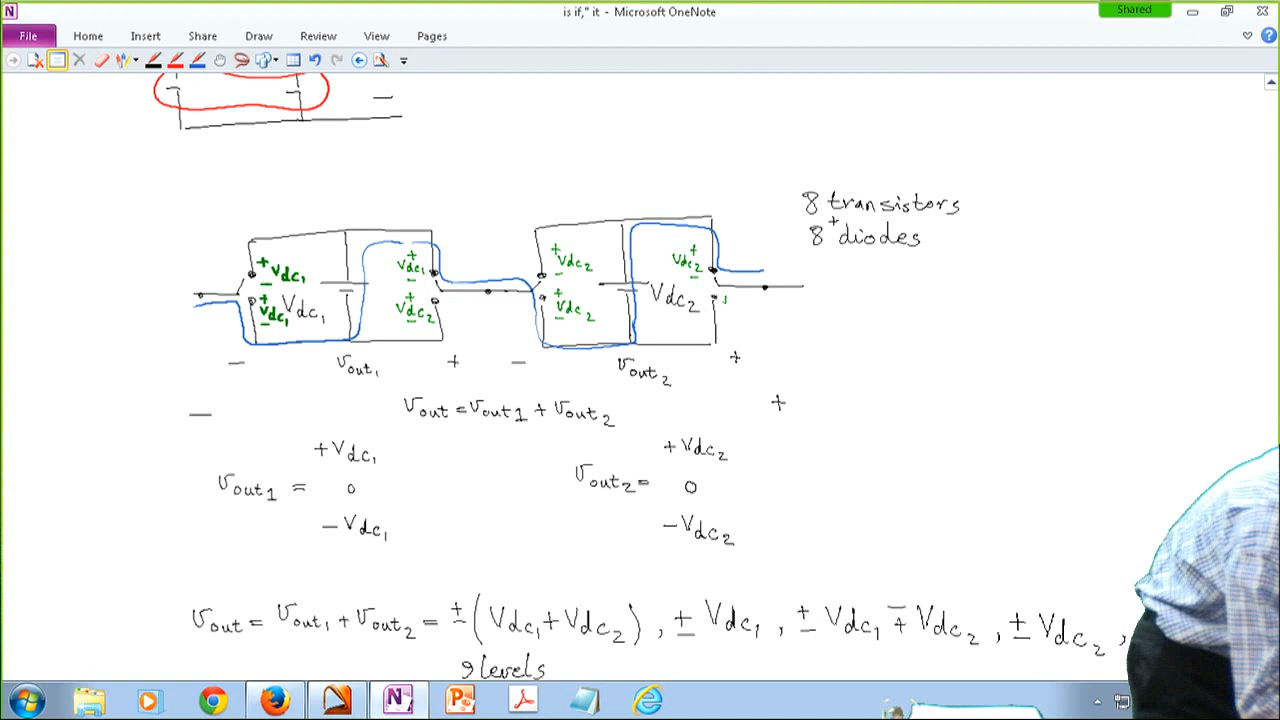 is if," it - Microsoft OneNote
Shared
File Home Insert Share Draw Review View Pages
8 transistors
+
8 diodes
+ + + +
Vdc1 Vdc1 Vdc2 Vdc2
− − − −
+ + +
Vdc1 Vdc1 Vdc2 Vdc2 Vdc2
− − −
− Vout1 + − Vout2 +
− Vout = Vout1 + Vout2 +
+Vdc1 +Vdc2
Vout1 = 0 Vout2 = 0
−Vdc1 −Vdc2
Vout = Vout1 + Vout2 = ±(Vdc1 + Vdc2), ± Vdc1, ± Vdc1 ∓ Vdc2, ± Vdc2,
9 levels